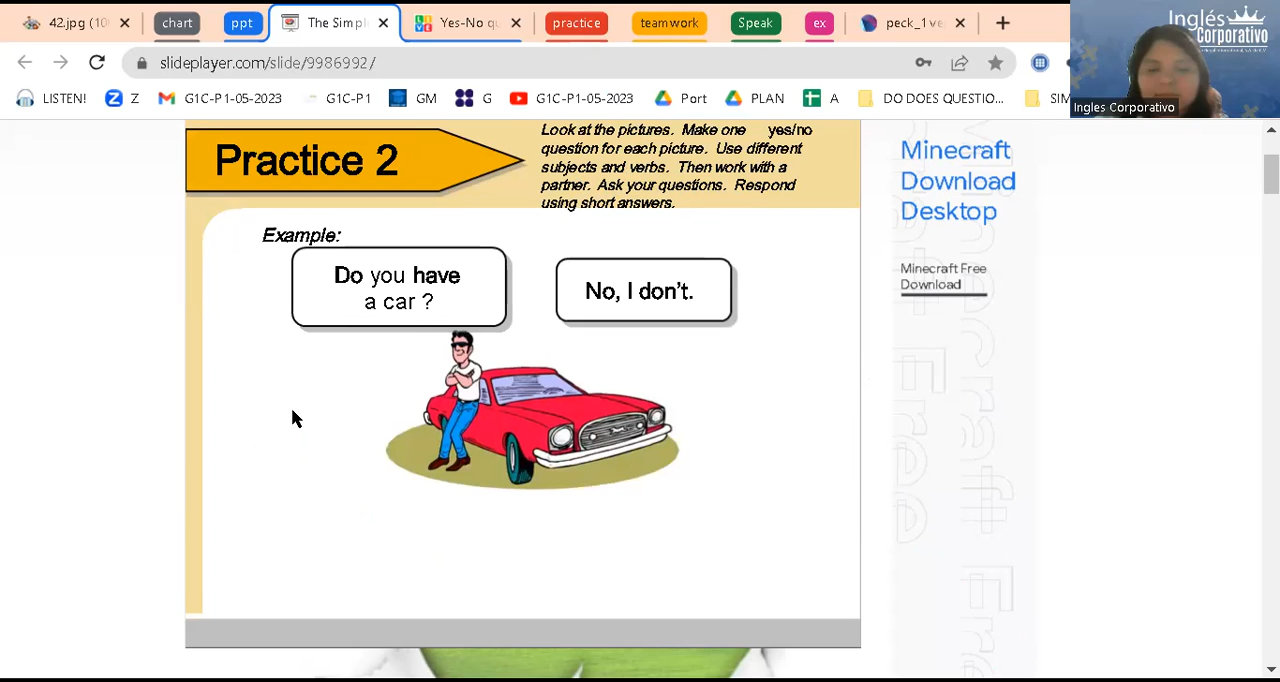 42.jpg (10
chart
ppt
The Simpl
Yes-No qu
practice
teamwork
Speak
ex
peck_1 ve
Inglés
Corporativo
slideplayer.com/slide/9986992/
LISTEN!
Z
G1C-P1-05-2023
G1C-P1
GM
G
G1C-P1-05-2023
Port
PLAN
A
DO DOES QUESTIO...
SIM
Ingles Corporativo
Practice 2
Look at the pictures. Make one yes/no
question for each picture. Use different
subjects and verbs. Then work with a
partner. Ask your questions. Respond
using short answers.
Example:
Do you have
a car ?
No, I don't.
Minecraft
Download
Desktop
Minecraft Free
Download